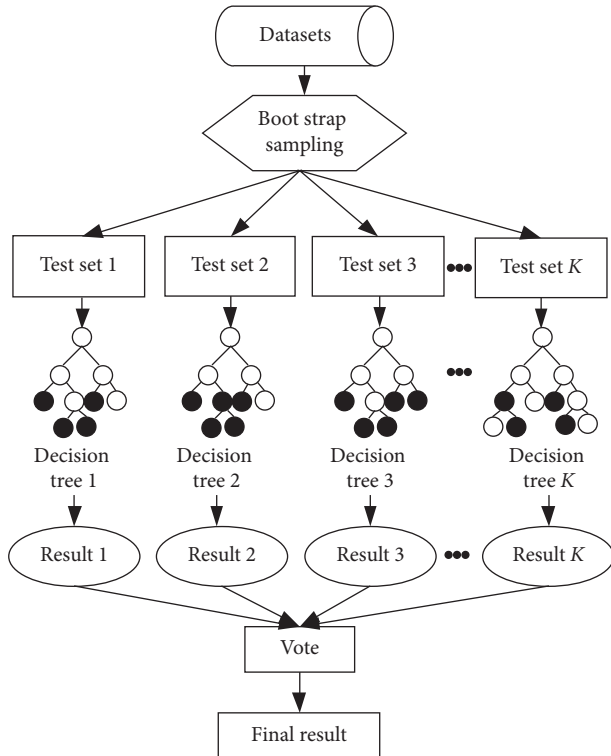 Datasets
Boot strap
sampling
Test set 1
Test set 2
Test set 3
Test set K
Decision
tree 1
Decision
tree 2
Decision
tree 3
Decision
tree K
Result 1
Result 2
Result 3
Result K
Vote
Final result